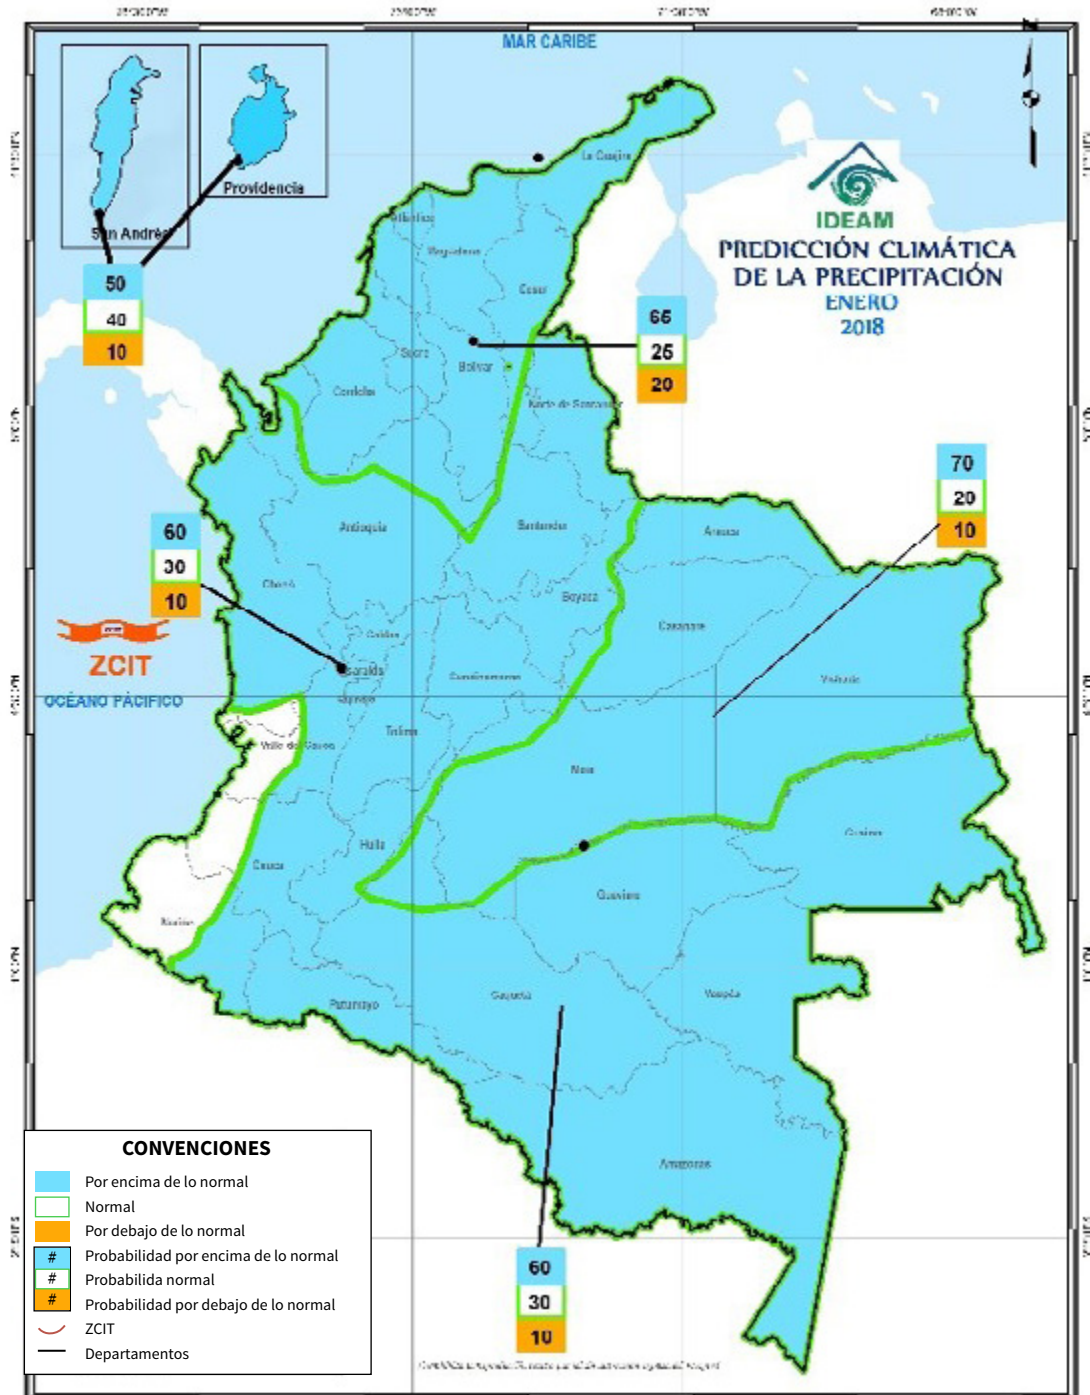 MAR CARIBE
San Andrés
Providencia
50
40
10
La Guajira
Atlántico
Magdalena
Cesar
Sucre
Bolívar
Córdoba
Norte de Santander
IDEAM
PREDICCIÓN CLIMÁTICA
DE LA PRECIPITACIÓN
ENERO
2018
65
25
20
70
20
10
60
30
10
Antioquia
Santander
Arauca
Chocó
Boyacá
Casanare
Caldas
Risaralda
Cundinamarca
Vichada
ZCIT
OCÉANO PÁCIFICO
Quindío
Tolima
Valle del Cauca
Meta
Huila
Cauca
Guainía
Guaviare
Nariño
Caquetá
Vaupés
Putumayo
Amazonas
60
30
10
CONVENCIONES
Por encima de lo normal
Normal
Por debajo de lo normal
# Probabilidad por encima de lo normal
# Probabilida normal
# Probabilidad por debajo de lo normal
ZCIT
Departamentos